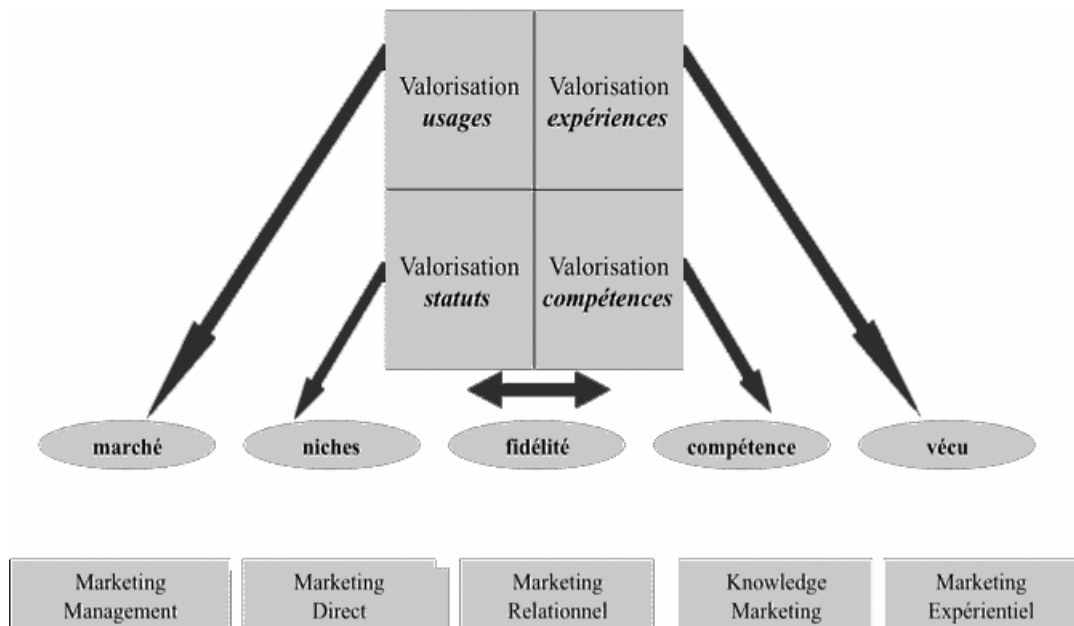 Valorisation
usages
Valorisation
expériences
Valorisation
statuts
Valorisation
compétences
marché
niches
fidélité
compétence
vécu
Marketing
Management
Marketing
Direct
Marketing
Relationnel
Knowledge
Marketing
Marketing
Expérientiel